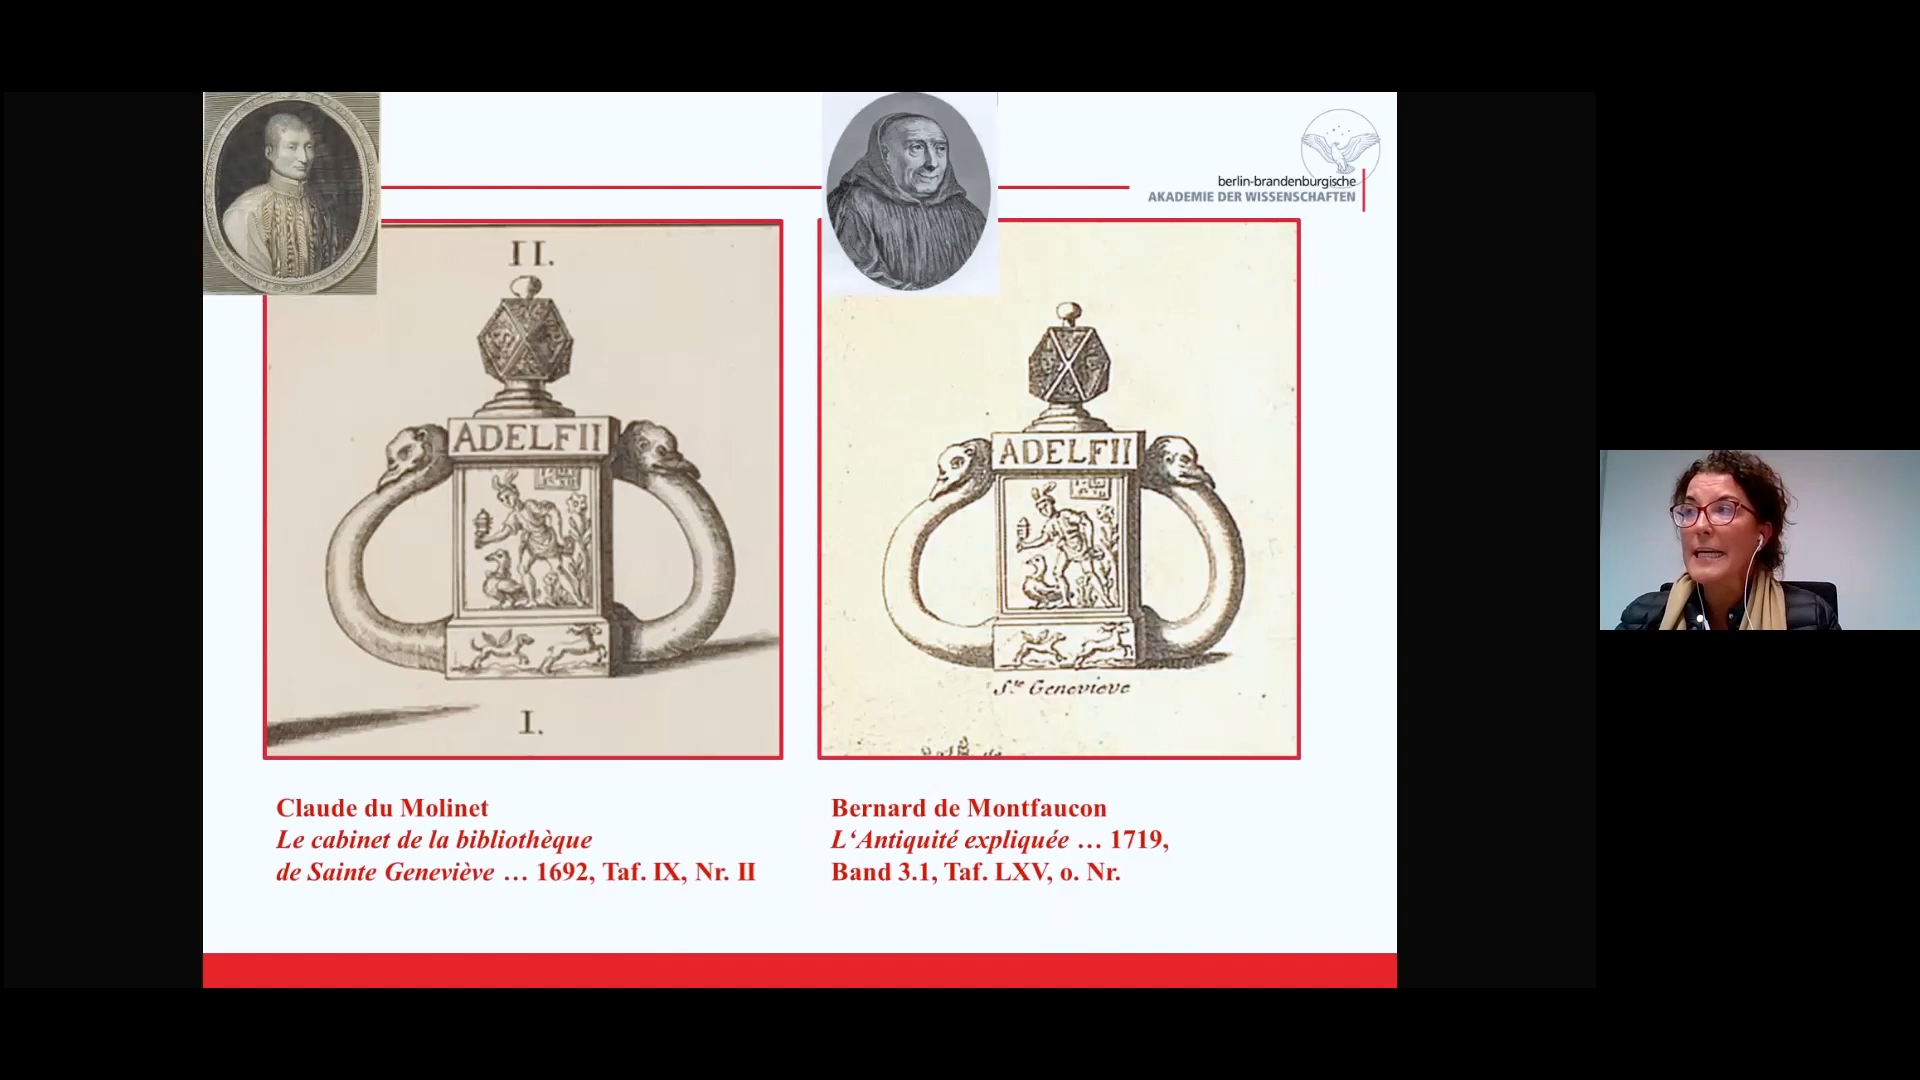 berlin-brandenburgische
AKADEMIE DER WISSENSCHAFTEN
II.
ADELFII
I.
ADELFII
S.te Genevieve
Claude du Molinet
Le cabinet de la bibliothèque
de Sainte Geneviève … 1692, Taf. IX, Nr. II
Bernard de Montfaucon
L‘Antiquité expliquée … 1719,
Band 3.1, Taf. LXV, o. Nr.